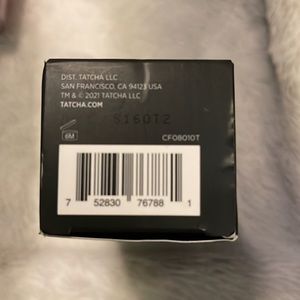 DIST. TATCHA LLC
SAN FRANCISCO, CA 94123 USA
TM & © 2021 TATCHA LLC
TATCHA.COM
S160T2
6M
CF08010T
7 52830 76788 1